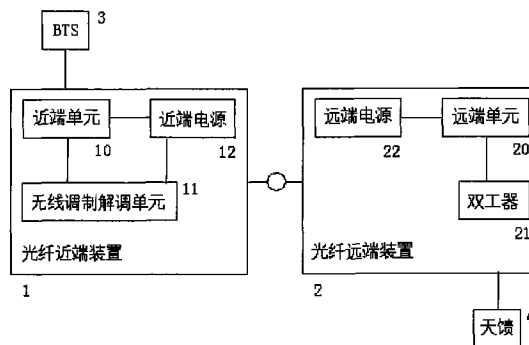 BTS
3
近端单元
近端电源
10
12
无线调制解调单元
11
光纤近端装置
1
远端电源
远端单元
22
20
双工器
21
光纤远端装置
2
天馈